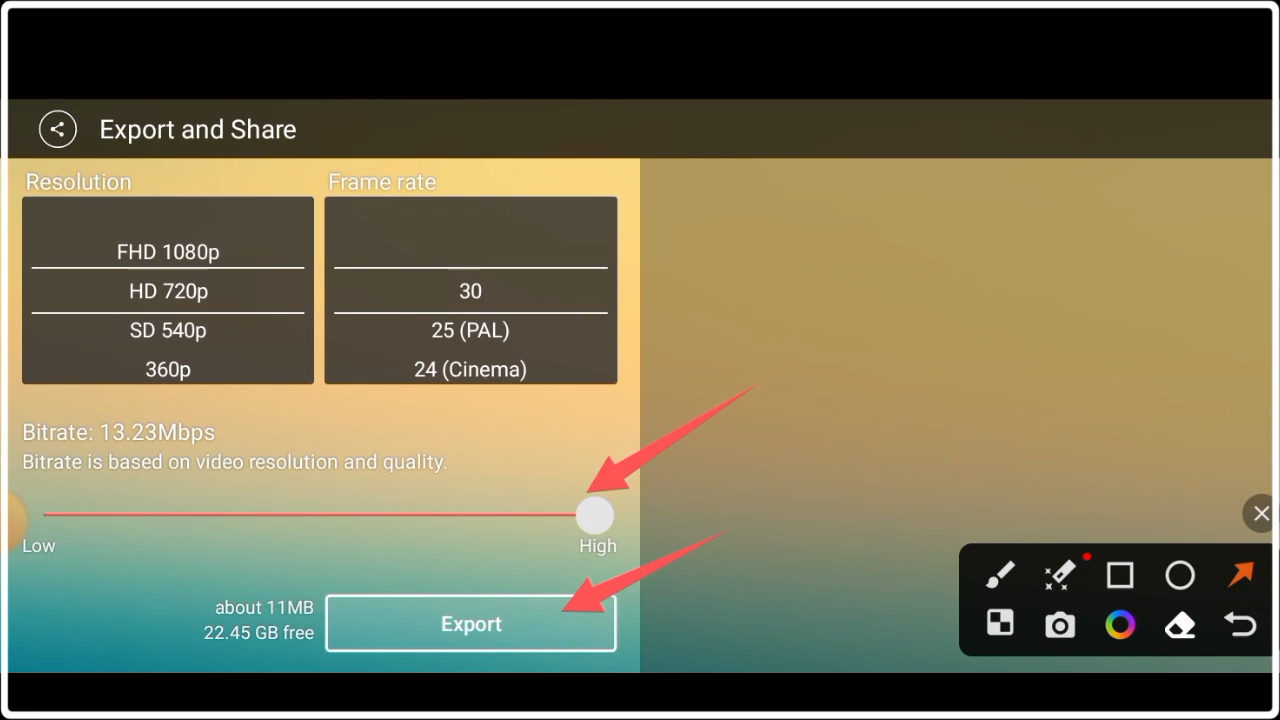 Export and Share
Resolution
Frame rate
FHD 1080p
HD 720p
SD 540p
360p
30
25 (PAL)
24 (Cinema)
Bitrate: 13.23Mbps
Bitrate is based on video resolution and quality.
Low
High
about 11MB
22.45 GB free
Export